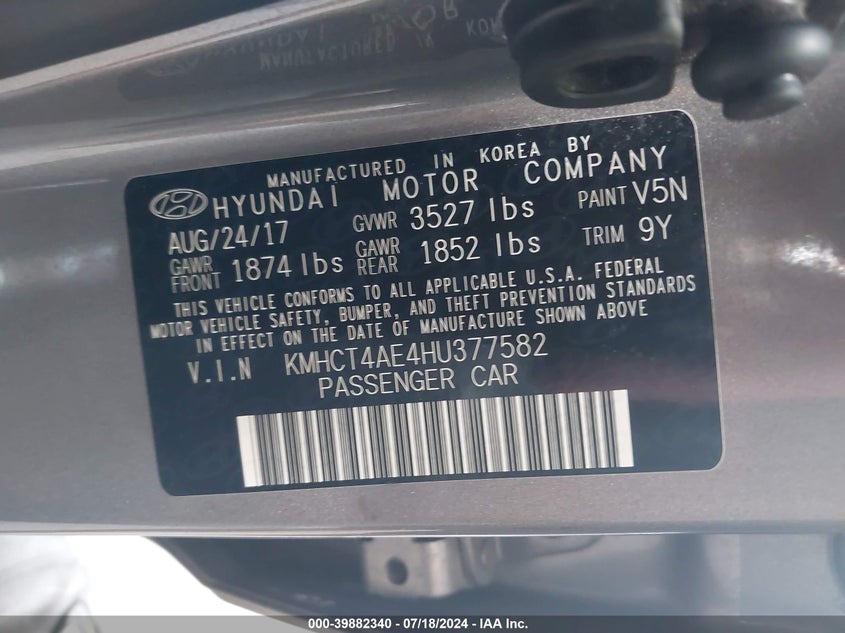 MANUFACTURED IN KOREA BY
HYUNDAI MOTOR COMPANY
AUG/24/17 GVWR 3527 lbs PAINT V5N
GAWR FRONT 1874 lbs GAWR REAR 1852 lbs TRIM 9Y
THIS VEHICLE CONFORMS TO ALL APPLICABLE U.S.A. FEDERAL
MOTOR VEHICLE SAFETY, BUMPER, AND THEFT PREVENTION STANDARDS
IN EFFECT ON THE DATE OF MANUFACTURE SHOWN ABOVE
V.I.N KMHCT4AE4HU377582
PASSENGER CAR
000-39882340 - 07/18/2024 - IAA Inc.